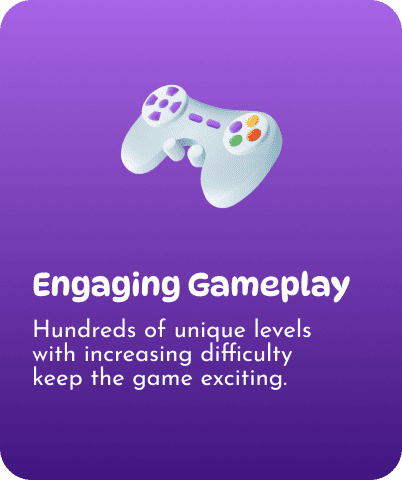 Engaging Gameplay
Hundreds of unique levels
with increasing difficulty
keep the game exciting.